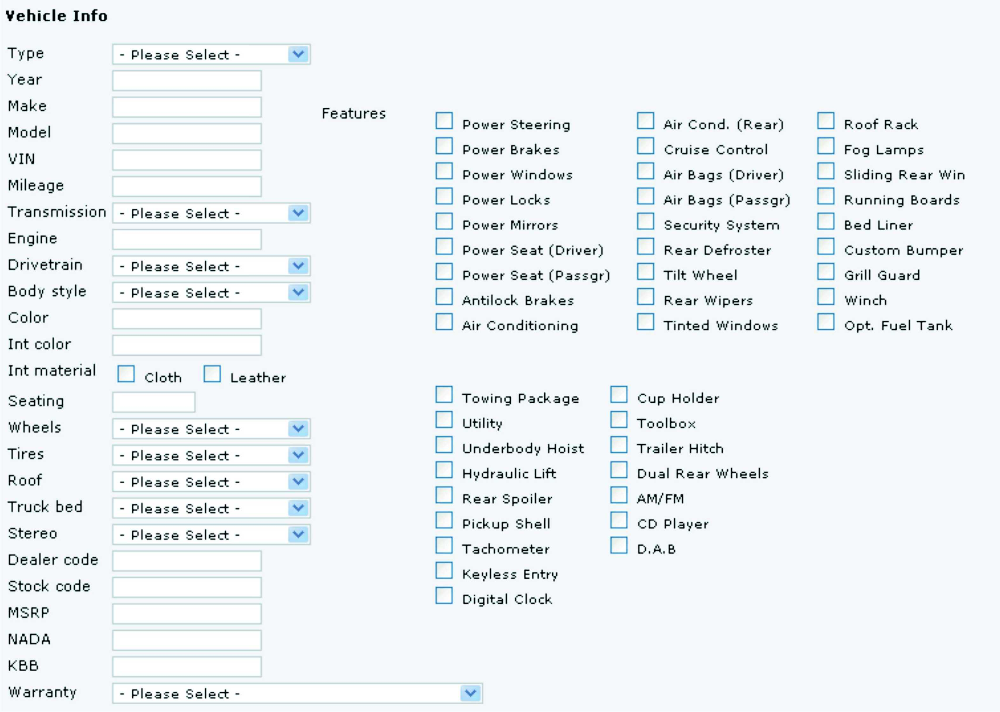 Vehicle Info
Type - Please Select -
Year
Make
Model
VIN
Mileage
Transmission - Please Select -
Engine
Drivetrain - Please Select -
Body style - Please Select -
Color
Int color
Int material Cloth Leather
Seating
Wheels - Please Select -
Tires - Please Select -
Roof - Please Select -
Truck bed - Please Select -
Stereo - Please Select -
Dealer code
Stock code
MSRP
NADA
KBB
Warranty - Please Select -
Features
Power Steering Air Cond. (Rear) Roof Rack
Power Brakes Cruise Control Fog Lamps
Power Windows Air Bags (Driver) Sliding Rear Win
Power Locks Air Bags (Passgr) Running Boards
Power Mirrors Security System Bed Liner
Power Seat (Driver) Rear Defroster Custom Bumper
Power Seat (Passgr) Tilt Wheel Grill Guard
Antilock Brakes Rear Wipers Winch
Air Conditioning Tinted Windows Opt. Fuel Tank
Towing Package Cup Holder
Utility Toolbox
Underbody Hoist Trailer Hitch
Hydraulic Lift Dual Rear Wheels
Rear Spoiler AM/FM
Pickup Shell CD Player
Tachometer D.A.B
Keyless Entry
Digital Clock